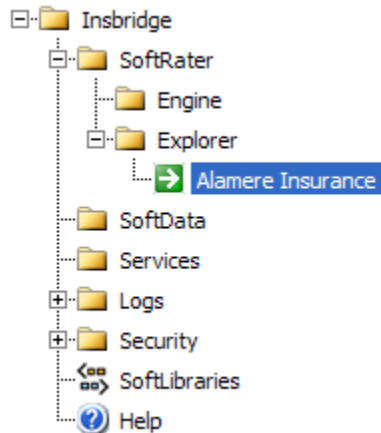 Insbridge
SoftRater
Engine
Explorer
Alamere Insurance
SoftData
Services
Logs
Security
SoftLibraries
Help